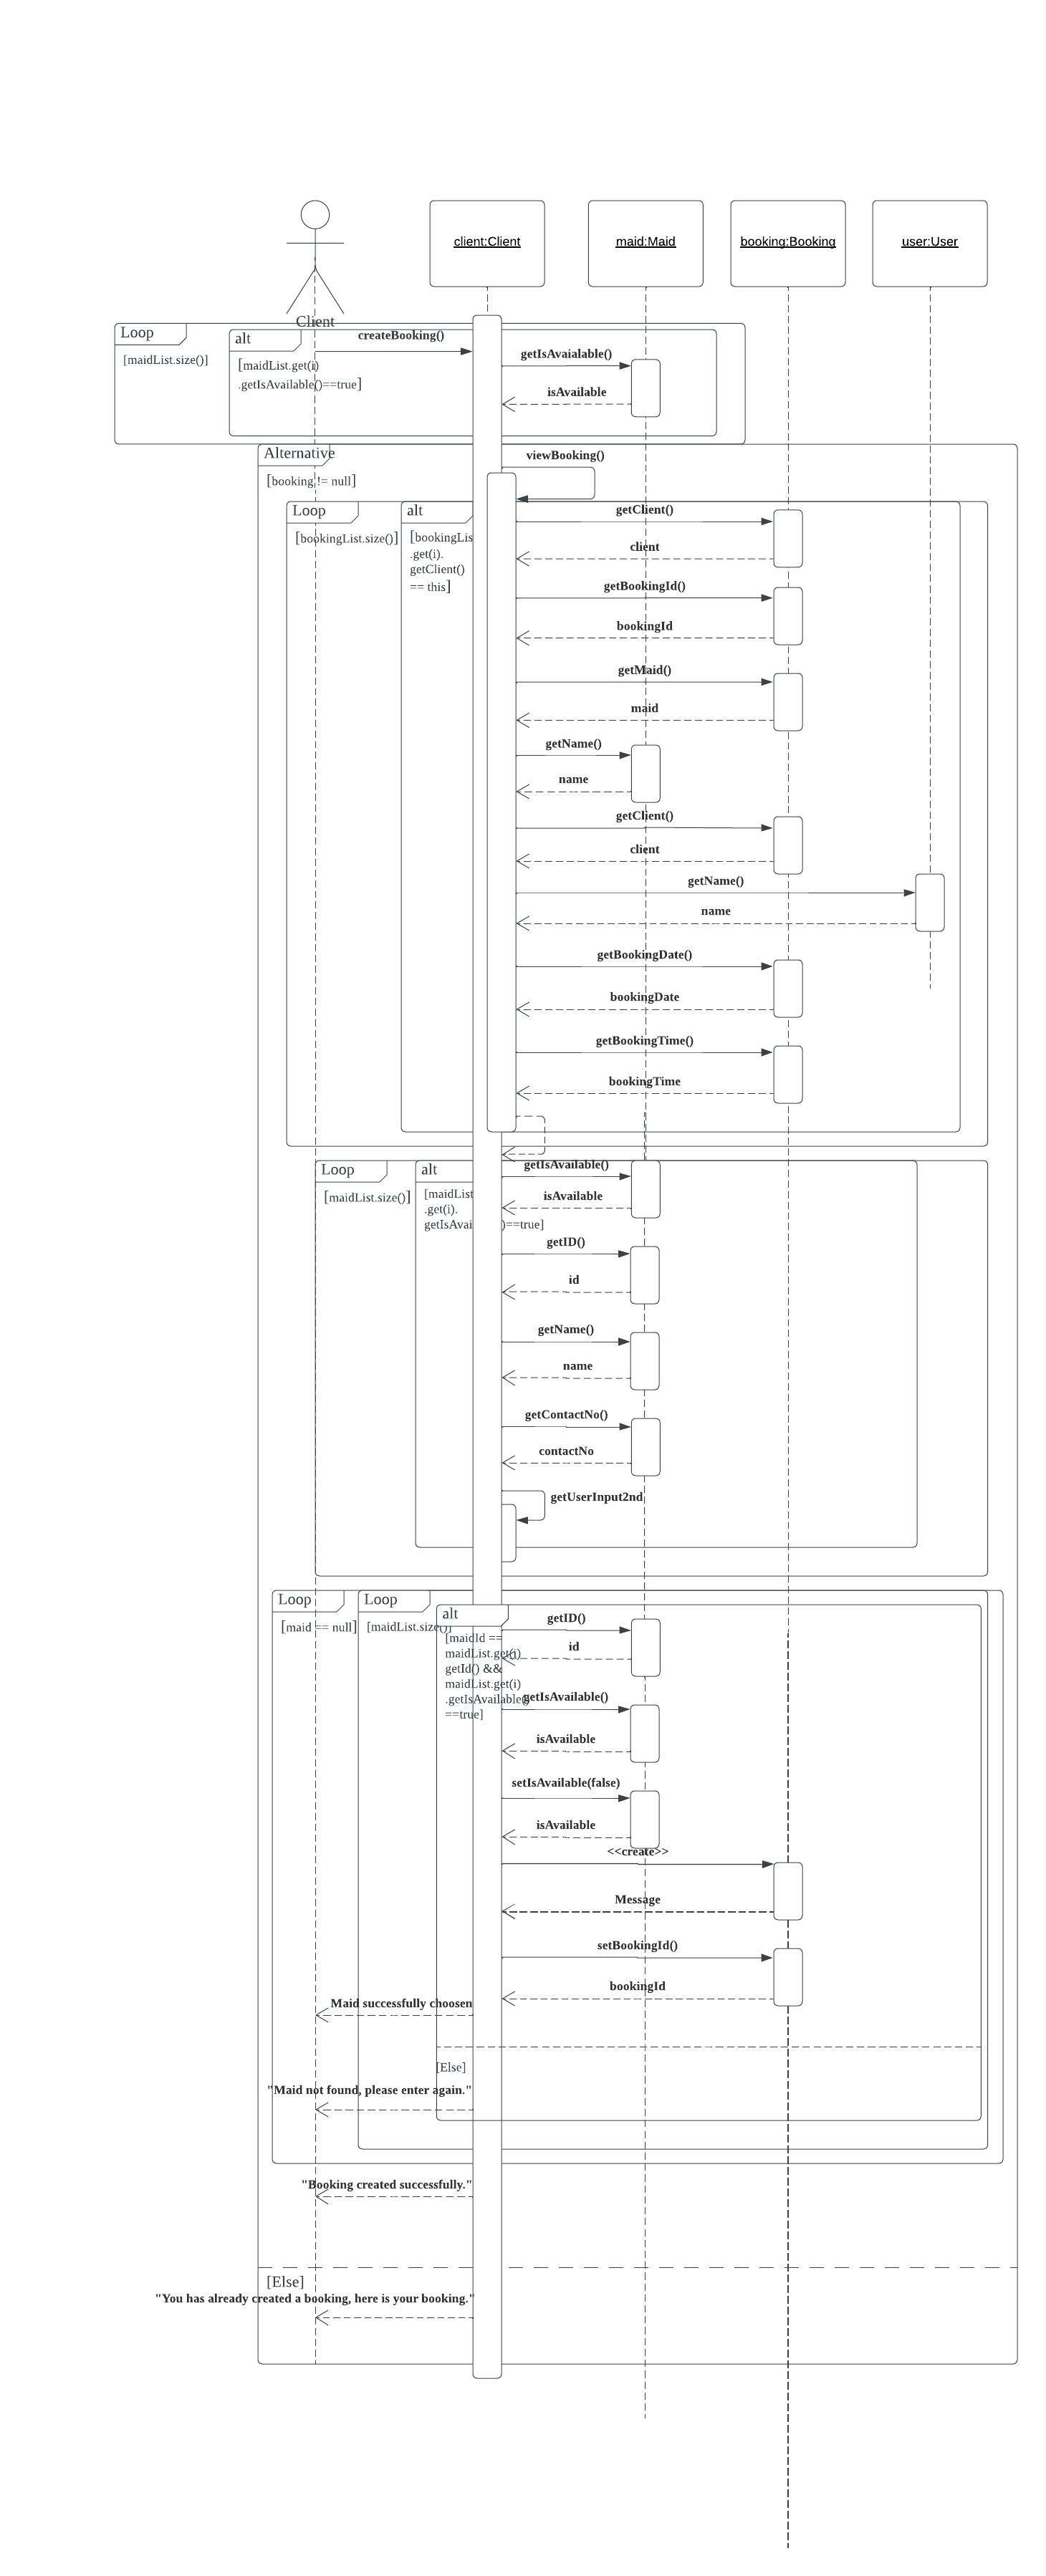 client:Client
maid:Maid
booking:Booking
user:User
Client
Loop
[maidList.size()]
alt
[maidList.get(i)
.getIsAvailable()==true]
createBooking()
getIsAvaialable()
isAvailable
Alternative
[booking != null]
viewBooking()
Loop
[bookingList.size()]
alt
[bookingLis
.get(i).
getClient()
== this]
getClient()
client
getBookingId()
bookingId
getMaid()
maid
getName()
name
getClient()
client
getName()
name
getBookingDate()
bookingDate
getBookingTime()
bookingTime
Loop
[maidList.size()]
alt
[maidList
.get(i).
getIsAvai )==true]
getIsAvailable()
isAvailable
getID()
id
getName()
name
getContactNo()
contactNo
getUserInput2nd
Loop
[maid == null]
Loop
[maidList.size()]
alt
[maidId ==
maidList.get(i)
getId() &&
maidList.get(i)
.getIsAvailable()
==true]
getID()
id
getIsAvailable()
isAvailable
setIsAvailable(false)
isAvailable
<<create>>
Message
setBookingId()
bookingId
Maid successfully choosen
[Else]
"Maid not found, please enter again."
"Booking created successfully."
[Else]
"You has already created a booking, here is your booking."